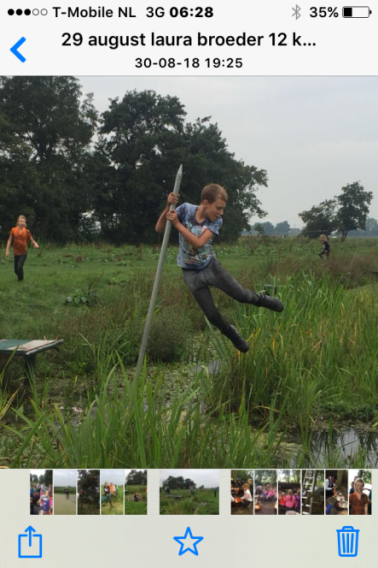 T-Mobile NL 3G 06:28 35%
29 august laura broeder 12 k...
30-08-18 19:25